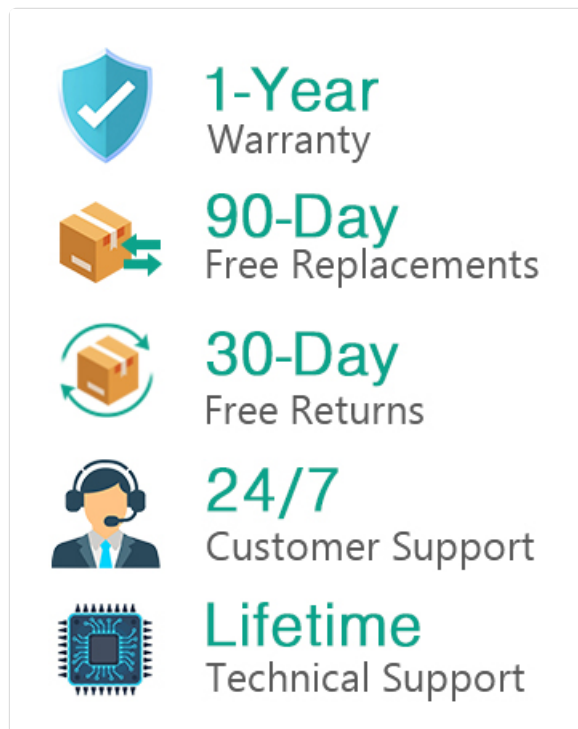 1-Year
Warranty
90-Day
Free Replacements
30-Day
Free Returns
24/7
Customer Support
Lifetime
Technical Support